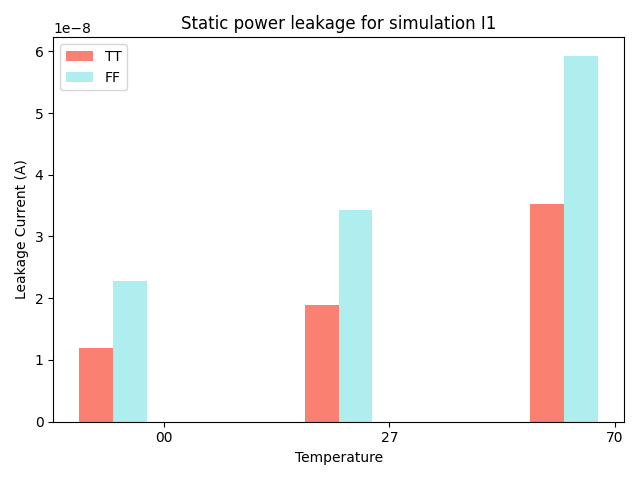 Static power leakage for simulation I1
1e−8
TT
FF
6
5
4
3
2
1
0
Leakage Current (A)
00 27 70
Temperature